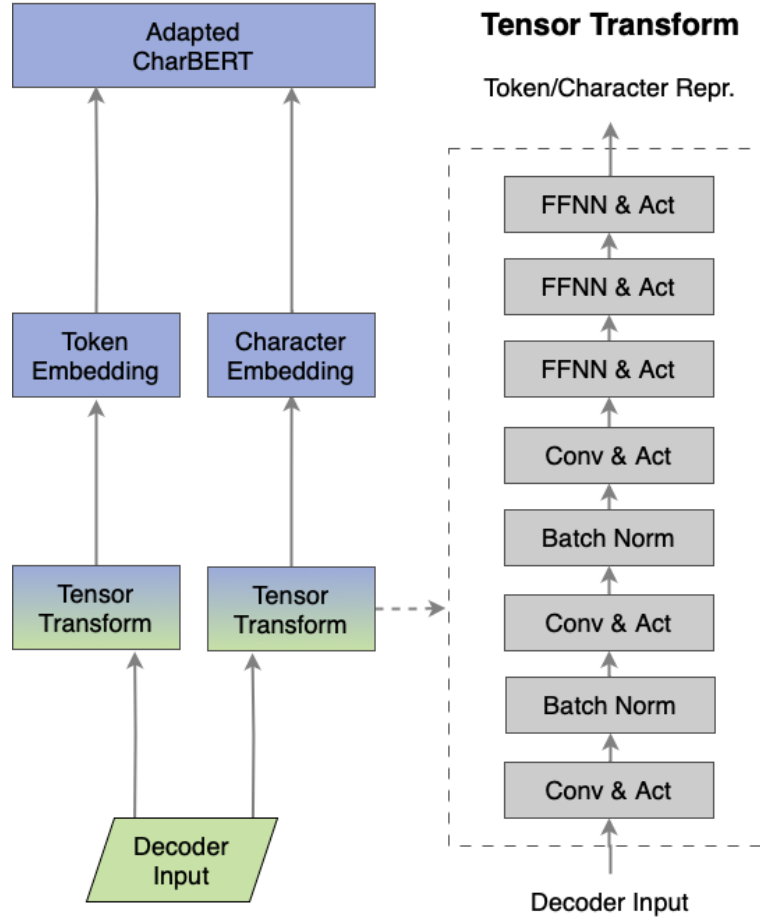 Adapted
CharBERT
Token
Embedding
Character
Embedding
Tensor
Transform
Tensor
Transform
Decoder
Input
Tensor Transform
Token/Character Repr.
FFNN & Act
FFNN & Act
FFNN & Act
Conv & Act
Batch Norm
Conv & Act
Batch Norm
Conv & Act
Decoder Input